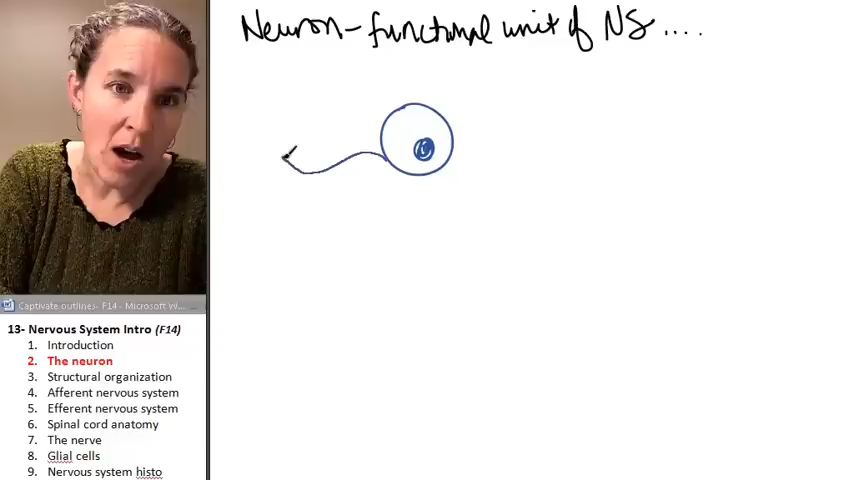 Neuron - functional unit of NS ....
Captivate outlines- F14 - Microsoft W...
13- Nervous System Intro (F14)
1. Introduction
2. The neuron
3. Structural organization
4. Afferent nervous system
5. Efferent nervous system
6. Spinal cord anatomy
7. The nerve
8. Glial cells
9. Nervous system histo